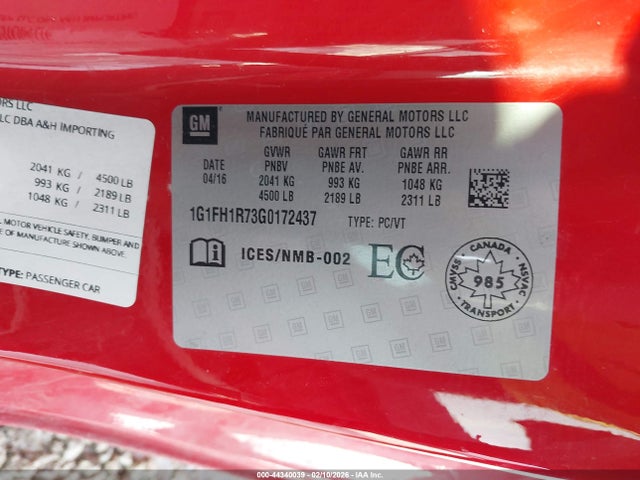 ORS LLC
LC DBA A&H IMPORTING
2041 KG / 4500 LB
993 KG / 2189 LB
1048 KG / 2311 LB
MOTOR VEHICLE SAFETY, BUMPER AND
OF MANUFACTURE SHOWN ABOVE.
TYPE: PASSENGER CAR
GM
MANUFACTURED BY GENERAL MOTORS LLC
FABRIQUÉ PAR GENERAL MOTORS LLC
DATE
04/16
GVWR
PNBV
2041 KG
4500 LB
GAWR FRT
PNBE AV.
993 KG
2189 LB
GAWR RR
PNBE ARR.
1048 KG
2311 LB
1G1FH1R73G0172437 TYPE: PC/VT
ICES/NMB-002
EC
CANADA
CMVSS
985
NSVAC
000-44340039 - 02/10/2026 - IAAI.COM